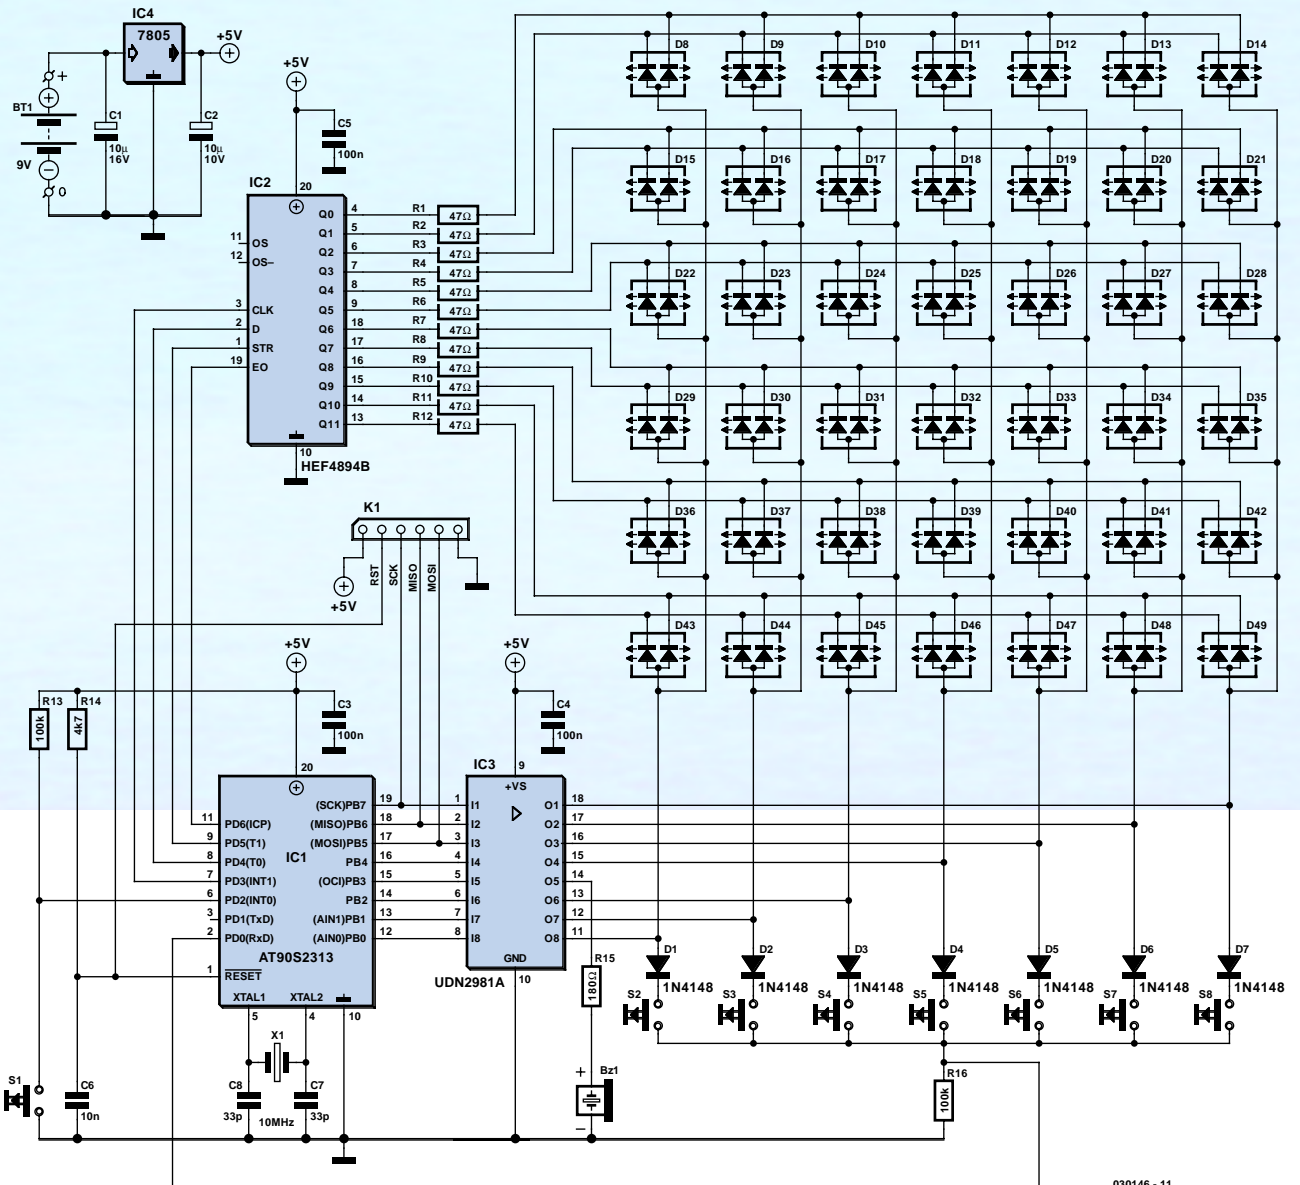 IC4
7805
+5V
BT1
+
9V
0
C1
10µ
16V
C2
10µ
10V
+5V
C5
100n
IC2
20
11 OS
12 OS–
3 CLK
2 D
1 STR
19 EO
Q0 4 R1 47Ω
Q1 5 R2 47Ω
Q2 6 R3 47Ω
Q3 7 R4 47Ω
Q4 8 R5 47Ω
Q5 9 R6 47Ω
Q6 18 R7 47Ω
Q7 17 R8 47Ω
Q8 16 R9 47Ω
Q9 15 R10 47Ω
Q10 14 R11 47Ω
Q11 13 R12 47Ω
10
HEF4894B
D8 D9 D10 D11 D12 D13 D14
D15 D16 D17 D18 D19 D20 D21
D22 D23 D24 D25 D26 D27 D28
D29 D30 D31 D32 D33 D34 D35
D36 D37 D38 D39 D40 D41 D42
D43 D44 D45 D46 D47 D48 D49
K1
+5V
RST
SCK
MISO
MOSI
+5V
C3
100n
+5V
C4
100n
R13
100k
R14
4k7
20
IC1
AT90S2313
11 PD6(ICP)
9 PD5(T1)
8 PD4(T0)
7 PD3(INT1)
6 PD2(INT0)
3 PD1(TxD)
2 PD0(RxD)
1 RESET
(SCK)PB7 19
(MISO)PB6 18
(MOSI)PB5 17
PB4 16
(OCI)PB3 15
PB2 14
(AIN1)PB1 13
(AIN0)PB0 12
XTAL1 XTAL2
5 4 10
X1
C8
33p
10MHz
C7
33p
S1
C6
10n
IC3
9
+VS
1 I1 O1 18
2 I2 O2 17
3 I3 O3 16
4 I4 O4 15
5 I5 O5 14
6 I6 O6 13
7 I7 O7 12
8 I8 O8 11
GND
10
UDN2981A
R15
180Ω
+
Bz1
–
D1 D2 D3 D4 D5 D6 D7
1N4148 1N4148 1N4148 1N4148 1N4148 1N4148 1N4148
S2 S3 S4 S5 S6 S7 S8
R16
100k
030146 - 11